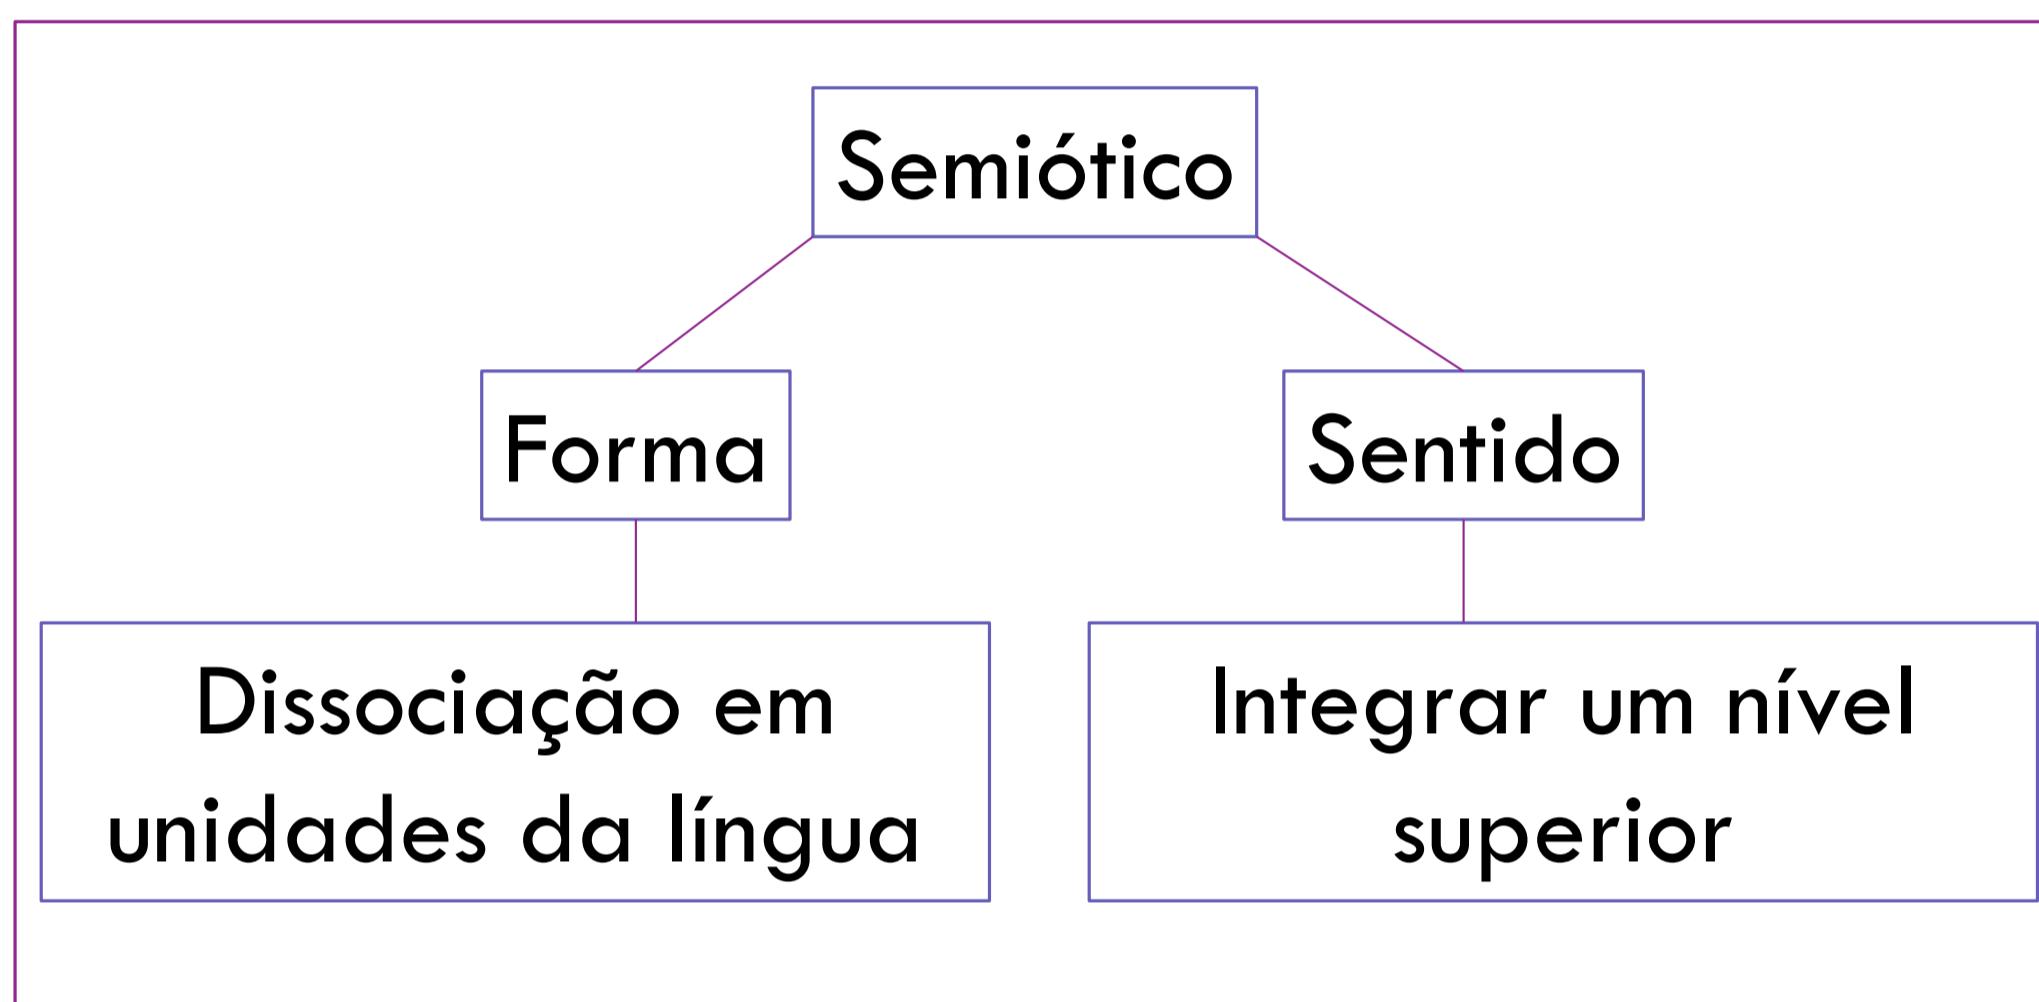 Semiótico
Forma
Sentido
Dissociação em
unidades da língua
Integrar um nível
superior